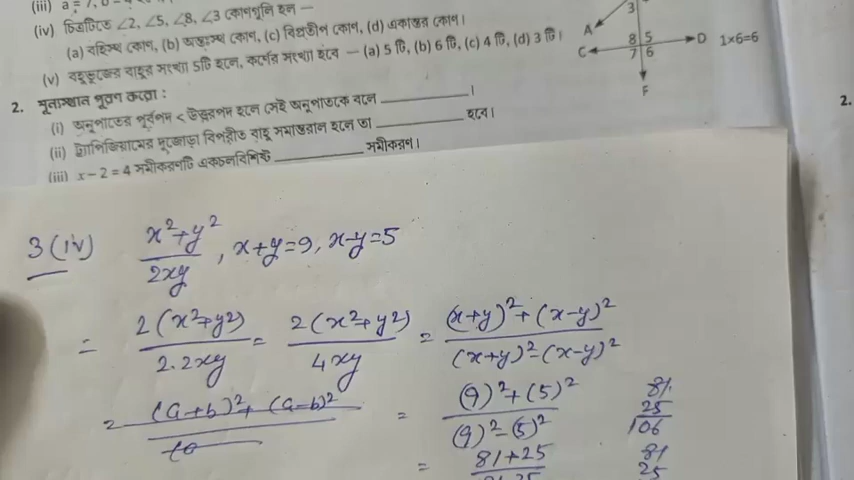 (iii) a = 7, b
(iv) চিত্রটিতে ∠2, ∠5, ∠8, ∠3 কোণগুলি হল —
(a) বহিস্থ কোণ, (b) অন্তঃস্থ কোণ, (c) বিপ্রতীপ কোণ, (d) একান্তর কোণ।
(v) বহুভুজের বাহুর সংখ্যা 5টি হলে, কর্ণের সংখ্যা হবে — (a) 5 টি, (b) 6 টি, (c) 4 টি, (d) 3 টি।
3
A
8 5
C D
7 6
F
1×6=6
2. শূন্যস্থান পূরণ করো :
(i) অনুপাতের পূর্বপদ < উত্তরপদ হলে সেই অনুপাতকে বলে ______।
(ii) ট্রাপিজিয়ামের দুজোড়া বিপরীত বাহু সমান্তরাল হলে তা ______ হবে।
(iii) x – 2 = 4 সমীকরণটি একচলবিশিষ্ট ______ সমীকরণ।
2.
3 (iv) x²+y² / 2xy , x+y=9, x-y=5
= 2(x²+y²) / 2.2xy = 2(x²+y²) / 4xy = (x+y)²+(x-y)² / (x+y)²-(x-y)²
= (a+b)²+(a-b)² = (9)²+(5)² / (9)²-(5)²
81
25
106
= 81+25
81
25